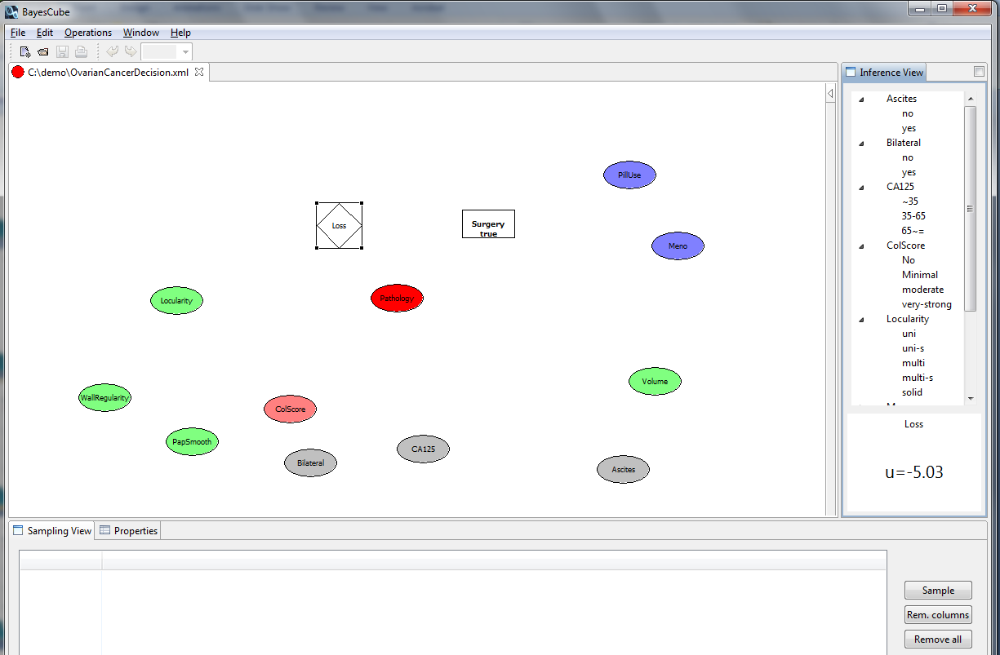 BayesCube
File Edit Operations Window Help
C:\demo\OvarianCancerDecision.xml
Inference View
PillUse
Loss
Surgery
true
Meno
Locularity
Pathology
Volume
WallRegularity
ColScore
PapSmooth
CA125
Bilateral
Ascites
Ascites
no
yes
Bilateral
no
yes
CA125
~35
35-65
65~=
ColScore
No
Minimal
moderate
very-strong
Locularity
uni
uni-s
multi
multi-s
solid
Loss
u=-5.03
Sampling View
Properties
Sample
Rem. columns
Remove all